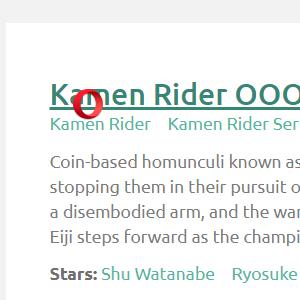 Kamen Rider OOO
Kamen Rider Kamen Rider Ser
Coin-based homunculi known as
stopping them in their pursuit o
a disembodied arm, and the wa
Eiji steps forward as the champi
Stars: Shu Watanabe Ryosuke